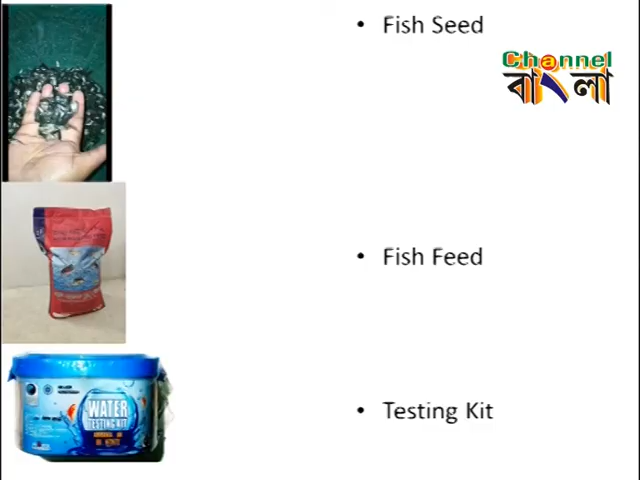 • Fish Seed
Channel
বাংলা
• Fish Feed
• Testing Kit
WATER
TESTING KIT